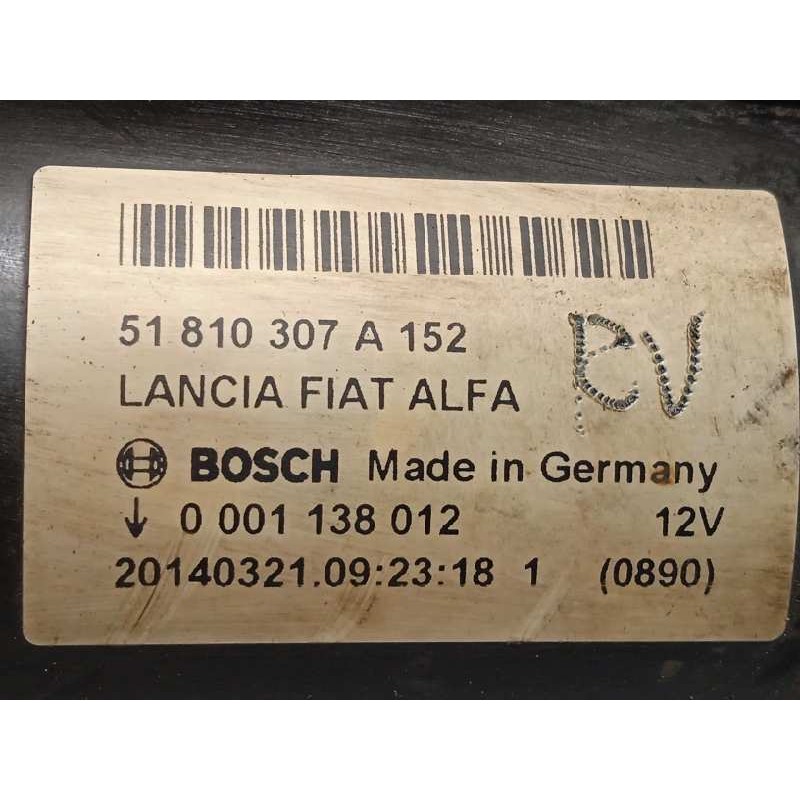 51 810 307 A 152
LANCIA FIAT ALFA
BOSCH Made in Germany
↓ 0 001 138 012 12V
20140321.09:23:18 1 (0890)